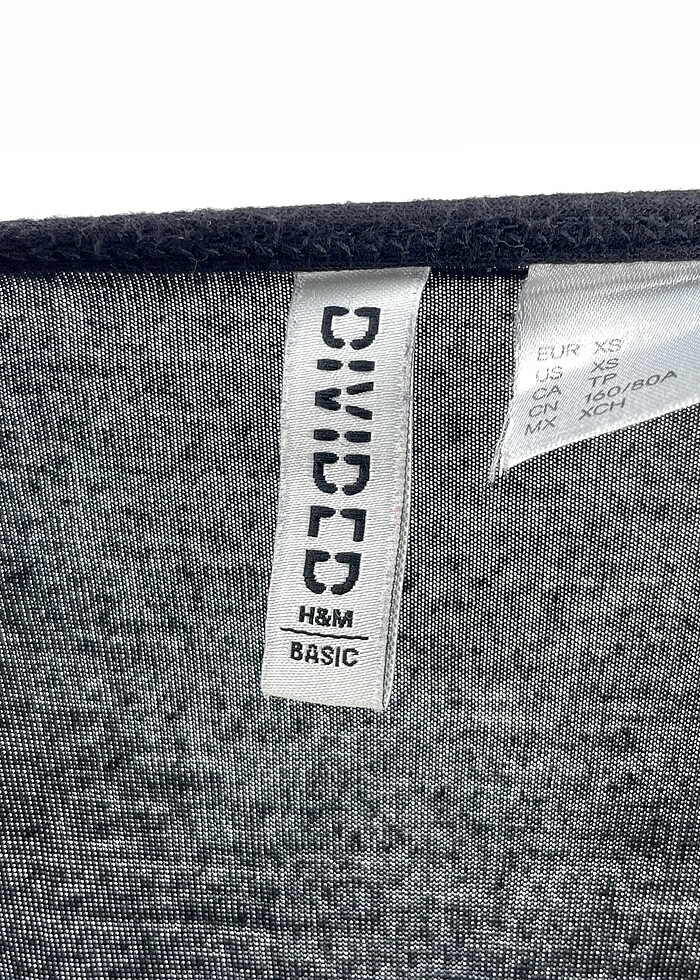 DIVIDED
H&M
BASIC
EUR XS
US XS
CA TP
CN 160/80A
MX XCH